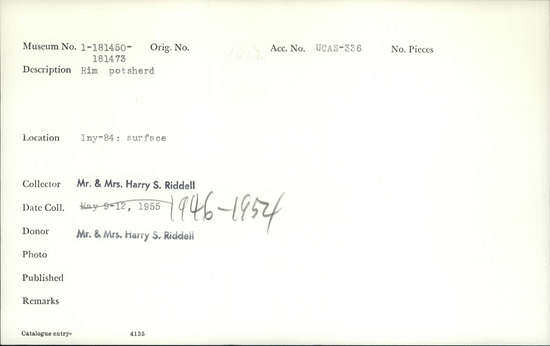 Museum No. 1-181450- Orig. No. Acc. No. UCAS-336 No. Pieces
181473
Description Rim potsherd
Location Iny-84: surface
Collector Mr. & Mrs. Harry S. Riddell
Date Coll. May 9-12, 1955 1946-1954
Donor Mr. & Mrs. Harry S. Riddell
Photo
Published
Remarks
Catalogue entry- 4135